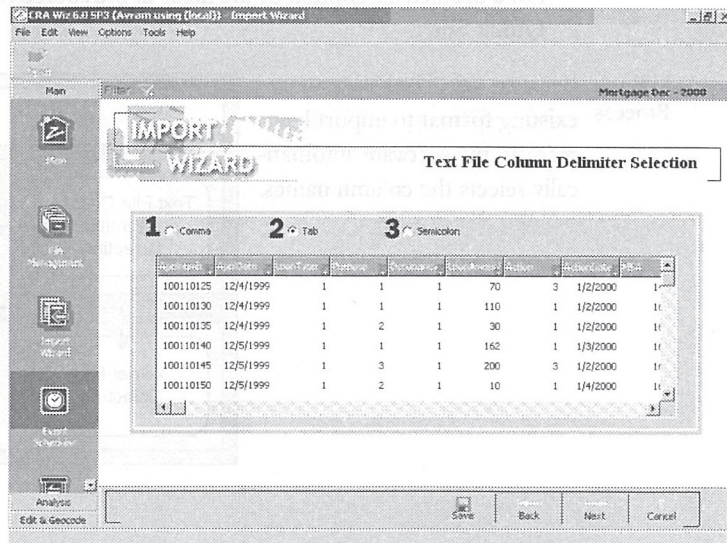 CRA Wiz 6.0 SP3 (Avram using (local)) - Import Wizard
File Edit View Options Tools Help
Main
Filter
Mortgage Dec - 2000
IMPORT
WIZARD
Text File Column Delimiter Selection
1 Comma 2 Tab 3 Semicolon
Purpose Action
100110125 12/4/1999 1 1 1 70 3 1/2/2000
100110130 12/4/1999 1 1 1 110 1 1/2/2000
100110135 12/4/1999 1 2 1 30 1 1/2/2000
100110140 12/5/1999 1 1 1 162 1 1/3/2000
100110145 12/5/1999 1 3 1 200 3 1/2/2000
100110150 12/5/1999 1 2 1 10 1 1/4/2000
Main
File
Management
Import
Wizard
Event
Scheduler
Analysis
Edit & Geocode
Save Back Next Cancel